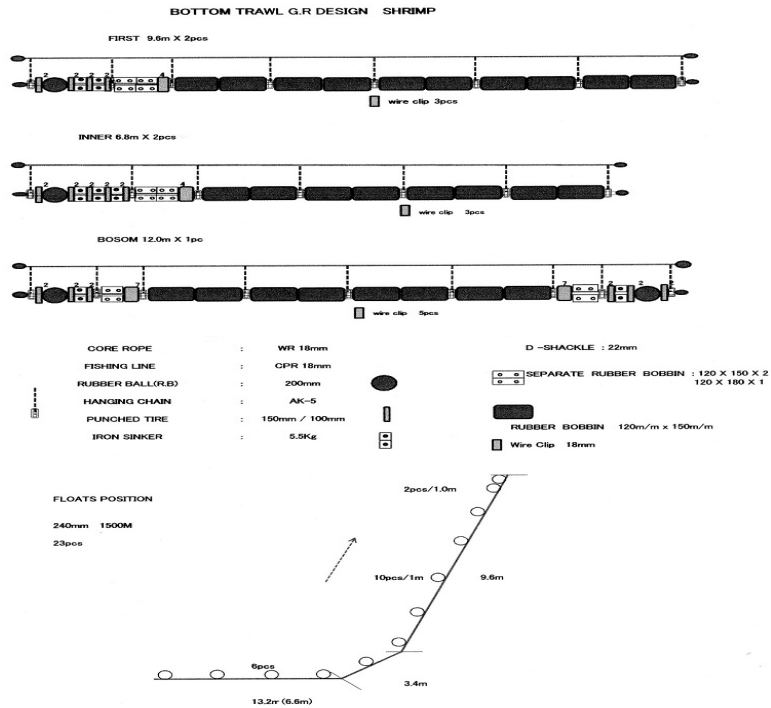 BOTTOM TRAWL G.R DESIGN SHRIMP
FIRST 9.6m X 2pcs
2 2 2 2 4
wire clip 3pcs
INNER 6.8m X 2pcs
2 2 2 2 2 4
wire clip 3pcs
BOSOM 12.0m X 1pc
2 2 7 7 2 2 2
wire clip 5pcs
CORE ROPE : WR 18mm
D -SHACKLE : 22mm
FISHING LINE : CPR 18mm
RUBBER BALL(R.B) : 200mm
SEPARATE RUBBER BOBBIN : 120 X 150 X 2
120 X 180 X 1
HANGING CHAIN : AK-5
PUNCHED TIRE : 150mm / 100mm
RUBBER BOBBIN 120m/m x 150m/m
IRON SINKER : 5.5Kg
Wire Clip 18mm
FLOATS POSITION
2pcs/1.0m
240mm 1500M
23pcs
10pcs/1m
9.6m
6pcs
3.4m
13.2m (6.6m)